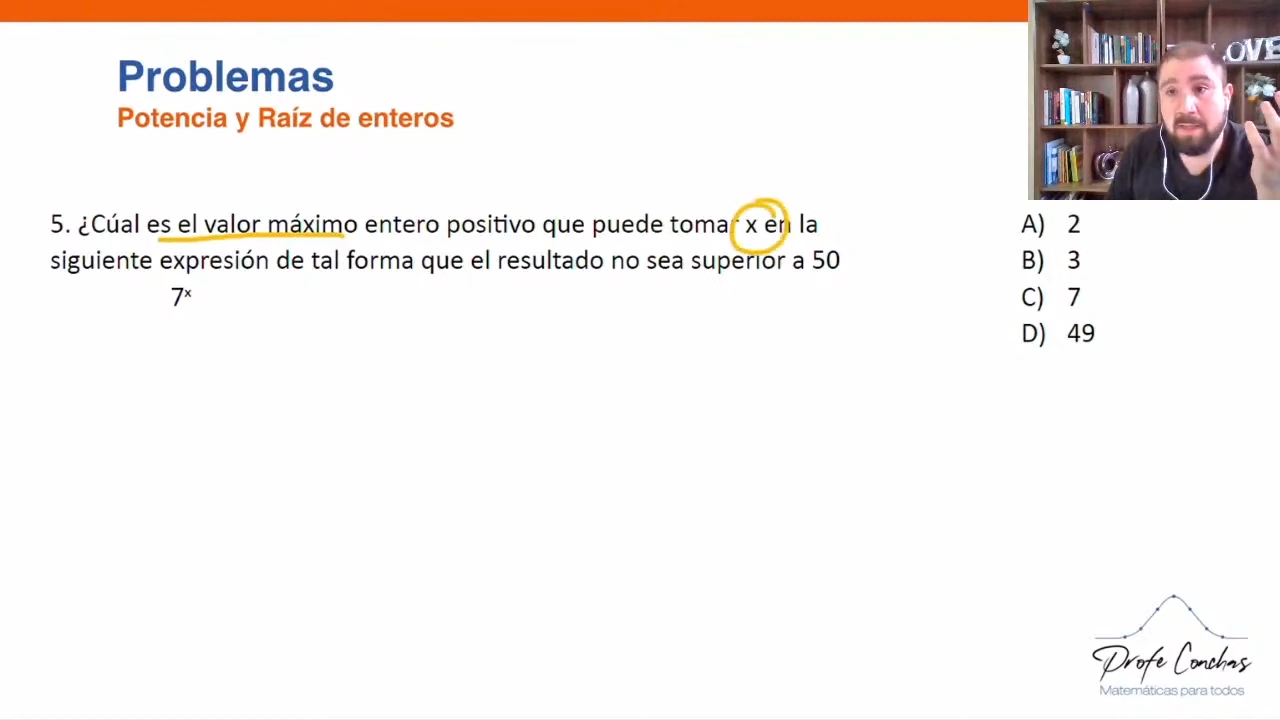 Problemas
Potencia y Raíz de enteros
5. ¿Cúal es el valor máximo entero positivo que puede tomar x en la
siguiente expresión de tal forma que el resultado no sea superior a 50
7ˣ
A) 2
B) 3
C) 7
D) 49
LOVE
Profe Conchas
Matemáticas para todos